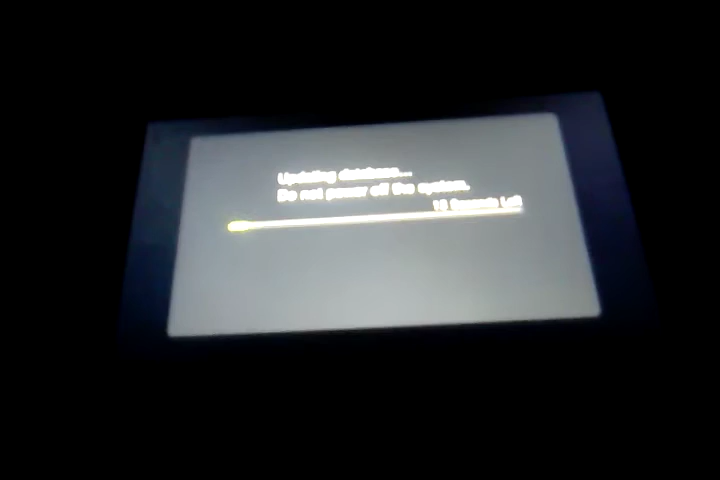 Updating database...
Do not power off the system.
Seconds Left